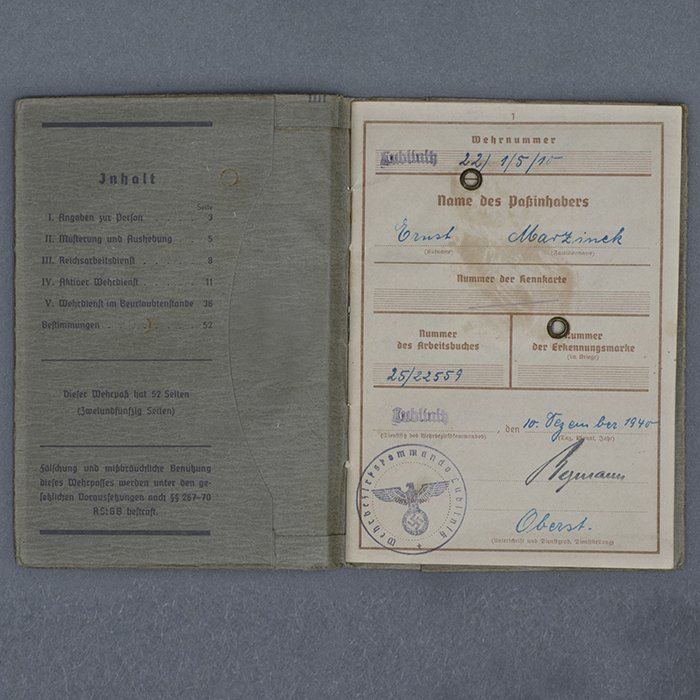 Inhalt
Seite
I. Angaben zur Person . . . . . . 3
II. Musterung und Aushebung . . . . 5
III. Reichsarbeitsdienst . . . . . . 8
IV. Aktiver Wehrdienst . . . . . . 11
V. Wehrdienst im Beurlaubtenstande 36
Bestimmungen . . . . . . 52
Dieser Wehrpaß hat 52 Seiten
(Zweiundfünfzig Seiten)
Fälschung und mißbräuchliche Benutzung
dieses Wehrpasses werden unter den ge-
setzlichen Voraussetzungen nach §§ 267-70
RStGB bestraft.
1
Wehrnummer
Lublinitz 22/ 1/5/10
Name des Paßinhabers
Ernst Marzinek
(Rufname) (Familienname)
Nummer der Kennkarte
Nummer
des Arbeitsbuches
Nummer
der Erkennungsmarke
(im Kriege)
25/22559
Lublinitz, den 10. Dezember 1940
(Dienstsitz des Wehrbezirkskommandos) (Tag, Monat, Jahr)
Wehrbezirkskommando Lublinitz
Oberst.
(Unterschrift und Dienstgrad, Dienststellung)